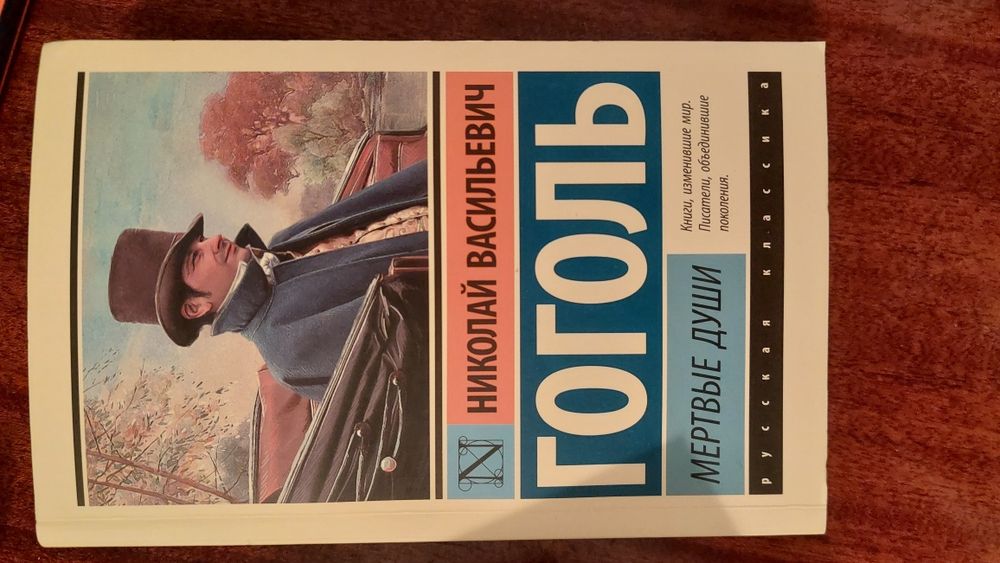 НИКОЛАЙ ВАСИЛЬЕВИЧ
ГОГОЛЬ
МЕРТВЫЕ ДУШИ
Книги, изменившие мир.
Писатели, объединившие
поколения.
русская классика